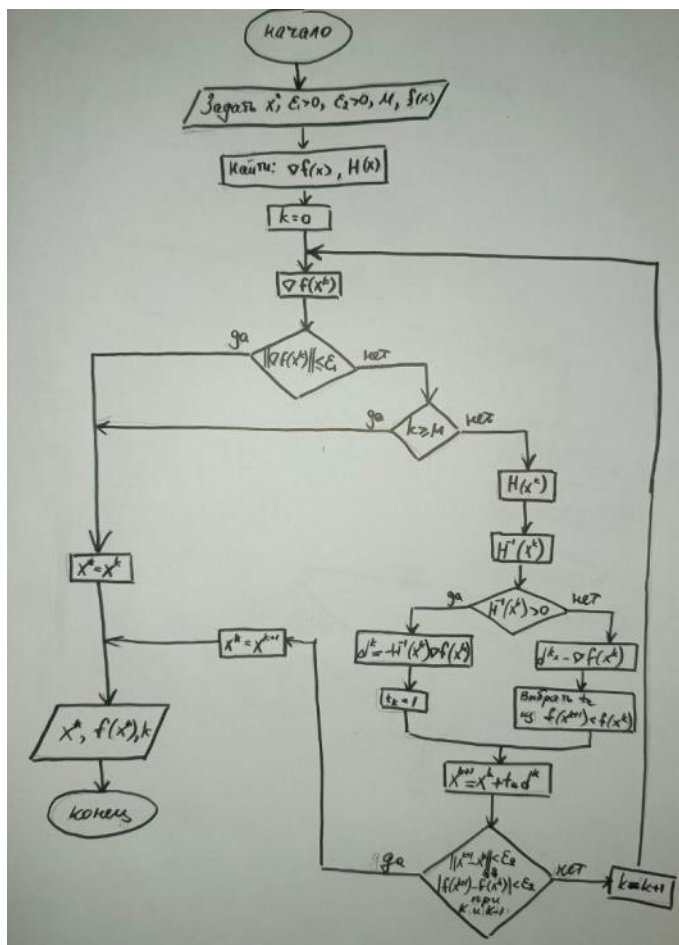 начало
Задать x⁰, ε₁>0, ε₂>0, M, f(x)
Найти: ∇f(x), H(x)
k=0
∇f(xᵏ)
да
||∇f(xᵏ)||≤ε₁
нет
да
k≥M
нет
H(xᵏ)
H⁻¹(xᵏ)
да
H⁻¹(xᵏ)>0
нет
x*=xᵏ
x*=xᵏ⁺¹
dᵏ=-H⁻¹(xᵏ)∇f(xᵏ)
dᵏ=-∇f(xᵏ)
tₖ=1
Выбрать tₖ
из f(xᵏ⁺¹)<f(xᵏ)
x*, f(x*), k
xᵏ⁺¹=xᵏ+tₖdᵏ
конец
да
||xᵏ⁺¹-xᵏ||<ε₂
|f(xᵏ⁺¹)-f(xᵏ)|<ε₂
при
k и k+1
нет
k=k+1